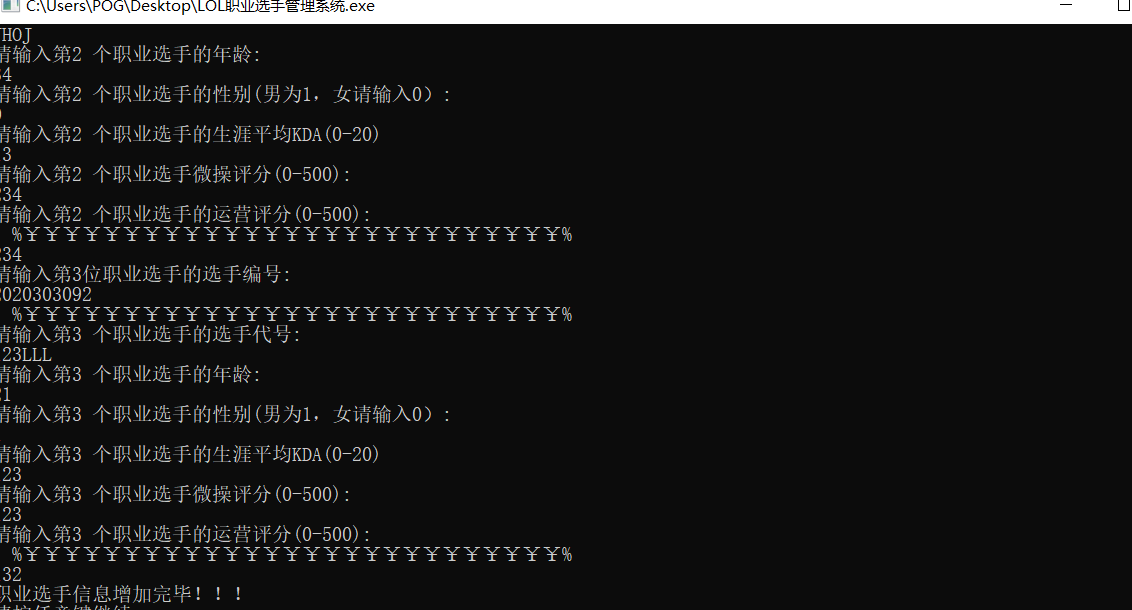 C:\Users\POG\Desktop\LOL职业选手管理系统.exe
HOJ
请输入第2 个职业选手的年龄:
34
请输入第2 个职业选手的性别(男为1，女请输入0）:
0
请输入第2 个职业选手的生涯平均KDA(0-20)
3
请输入第2 个职业选手微操评分(0-500):
234
请输入第2 个职业选手的运营评分(0-500):
%￥￥￥￥￥￥￥￥￥￥￥￥￥￥￥￥￥￥￥￥￥￥￥￥￥￥￥%
234
请输入第3位职业选手的选手编号:
2020303092
%￥￥￥￥￥￥￥￥￥￥￥￥￥￥￥￥￥￥￥￥￥￥￥￥￥￥￥%
请输入第3 个职业选手的选手代号:
123LLL
请输入第3 个职业选手的年龄:
21
请输入第3 个职业选手的性别(男为1，女请输入0）:
请输入第3 个职业选手的生涯平均KDA(0-20)
123
请输入第3 个职业选手微操评分(0-500):
123
请输入第3 个职业选手的运营评分(0-500):
%￥￥￥￥￥￥￥￥￥￥￥￥￥￥￥￥￥￥￥￥￥￥￥￥￥￥￥%
132
职业选手信息增加完毕！！！
请按任意键继续